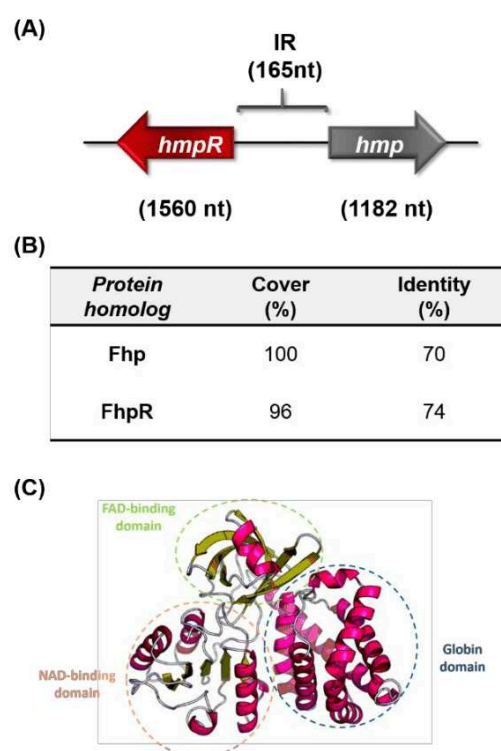 (A)
IR
(165nt)
hmpR
hmp
(1560 nt)
(1182 nt)
(B)
Protein homolog Cover (%) Identity (%)
Fhp 100 70
FhpR 96 74
(C)
FAD-binding
domain
NAD-binding
domain
Globin
domain